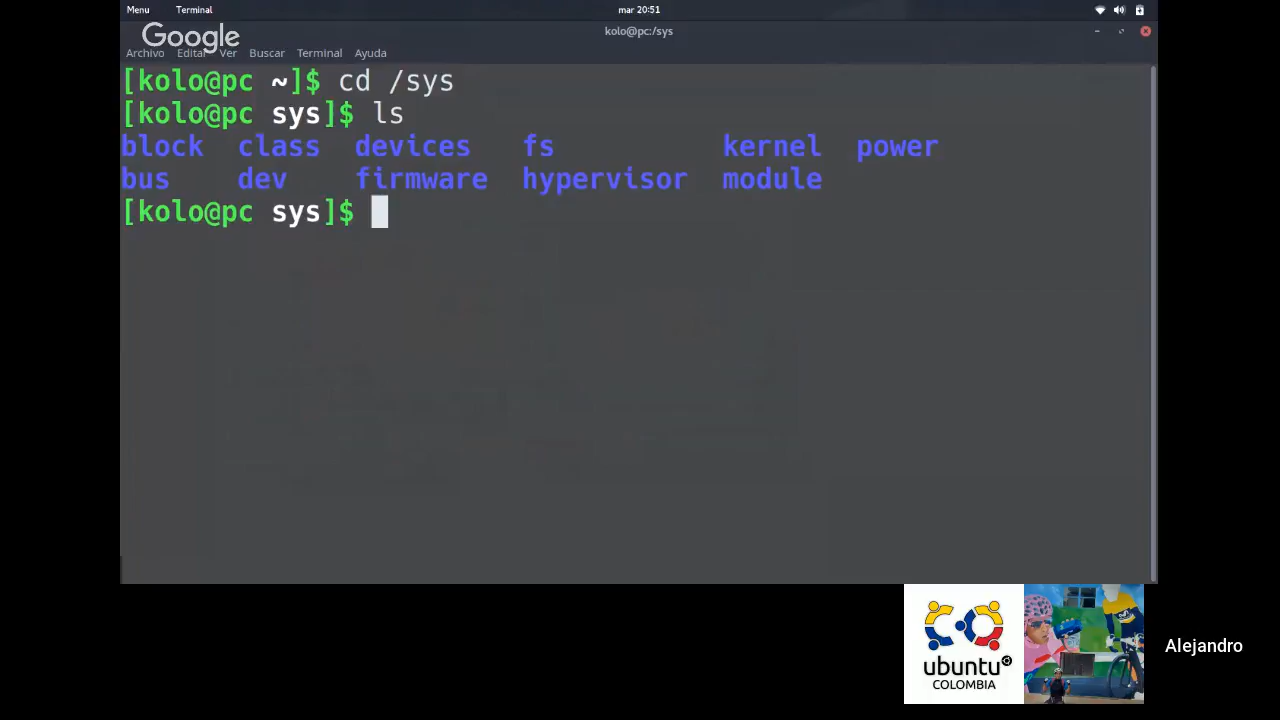 Menu Terminal mar 20:51
kolo@pc:/sys
Google
Archivo Editar Ver Buscar Terminal Ayuda
[kolo@pc ~]$ cd /sys
[kolo@pc sys]$ ls
block class devices fs kernel power
bus dev firmware hypervisor module
[kolo@pc sys]$
ubuntu
COLOMBIA
Alejandro